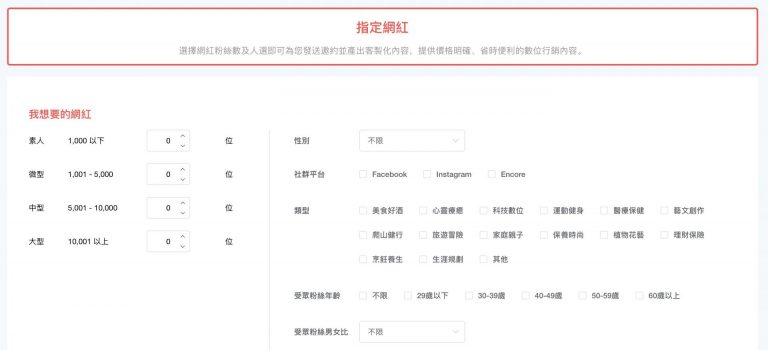 指定網紅
選擇網紅粉絲數及人選即可為您發送邀約並產出客製化內容，提供價格明確、省時便利的數位行銷內容。
我想要的網紅
素人 1,000 以下 0 位
微型 1,001 - 5,000 0 位
中型 5,001 - 10,000 0 位
大型 10,001 以上 0 位
性別 不限
社群平台 Facebook Instagram Encore
類型 美食好酒 心靈療癒 科技數位 運動健身 醫療保健 藝文創作
爬山健行 旅遊冒險 家庭親子 保養時尚 植物花藝 理財保險
烹飪養生 生涯規劃 其他
受眾粉絲年齡 不限 29歲以下 30-39歲 40-49歲 50-59歲 60歲以上
受眾粉絲男女比 不限